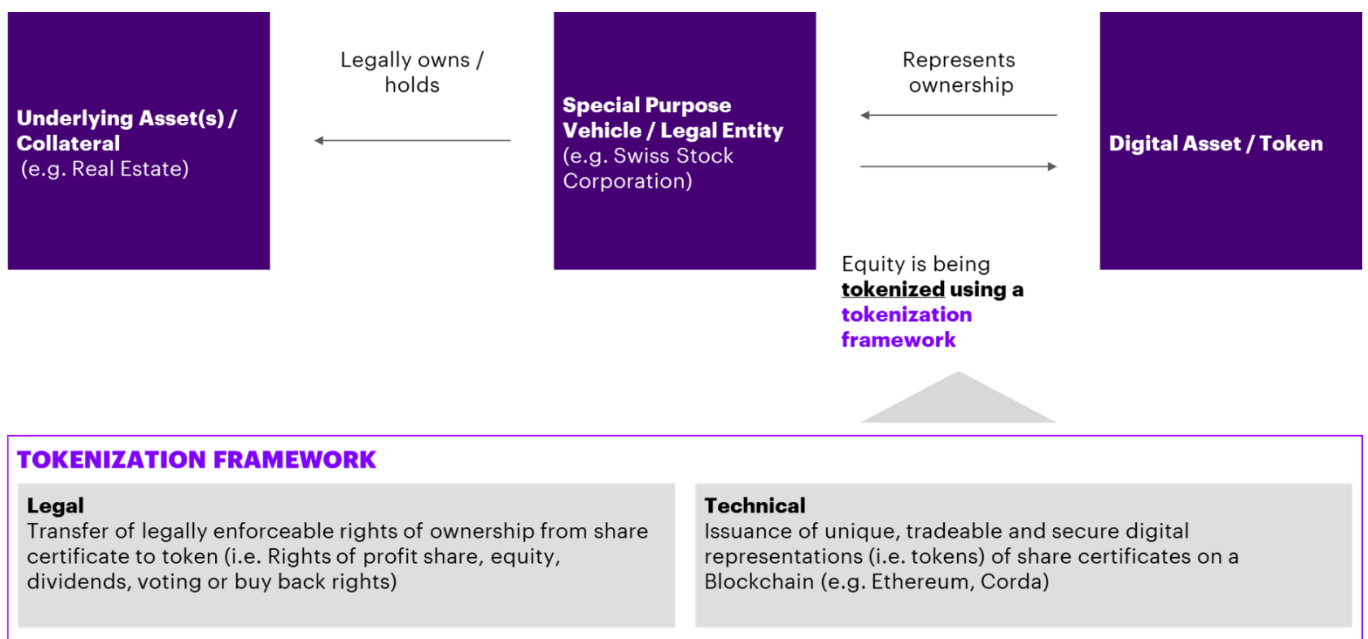 Underlying Asset(s) /
Collateral
(e.g. Real Estate)
Legally owns /
holds
Special Purpose
Vehicle / Legal Entity
(e.g. Swiss Stock
Corporation)
Represents
ownership
Digital Asset / Token
Equity is being
tokenized using a
tokenization
framework
TOKENIZATION FRAMEWORK
Legal
Transfer of legally enforceable rights of ownership from share
certificate to token (i.e. Rights of profit share, equity,
dividends, voting or buy back rights)
Technical
Issuance of unique, tradeable and secure digital
representations (i.e. tokens) of share certificates on a
Blockchain (e.g. Ethereum, Corda)